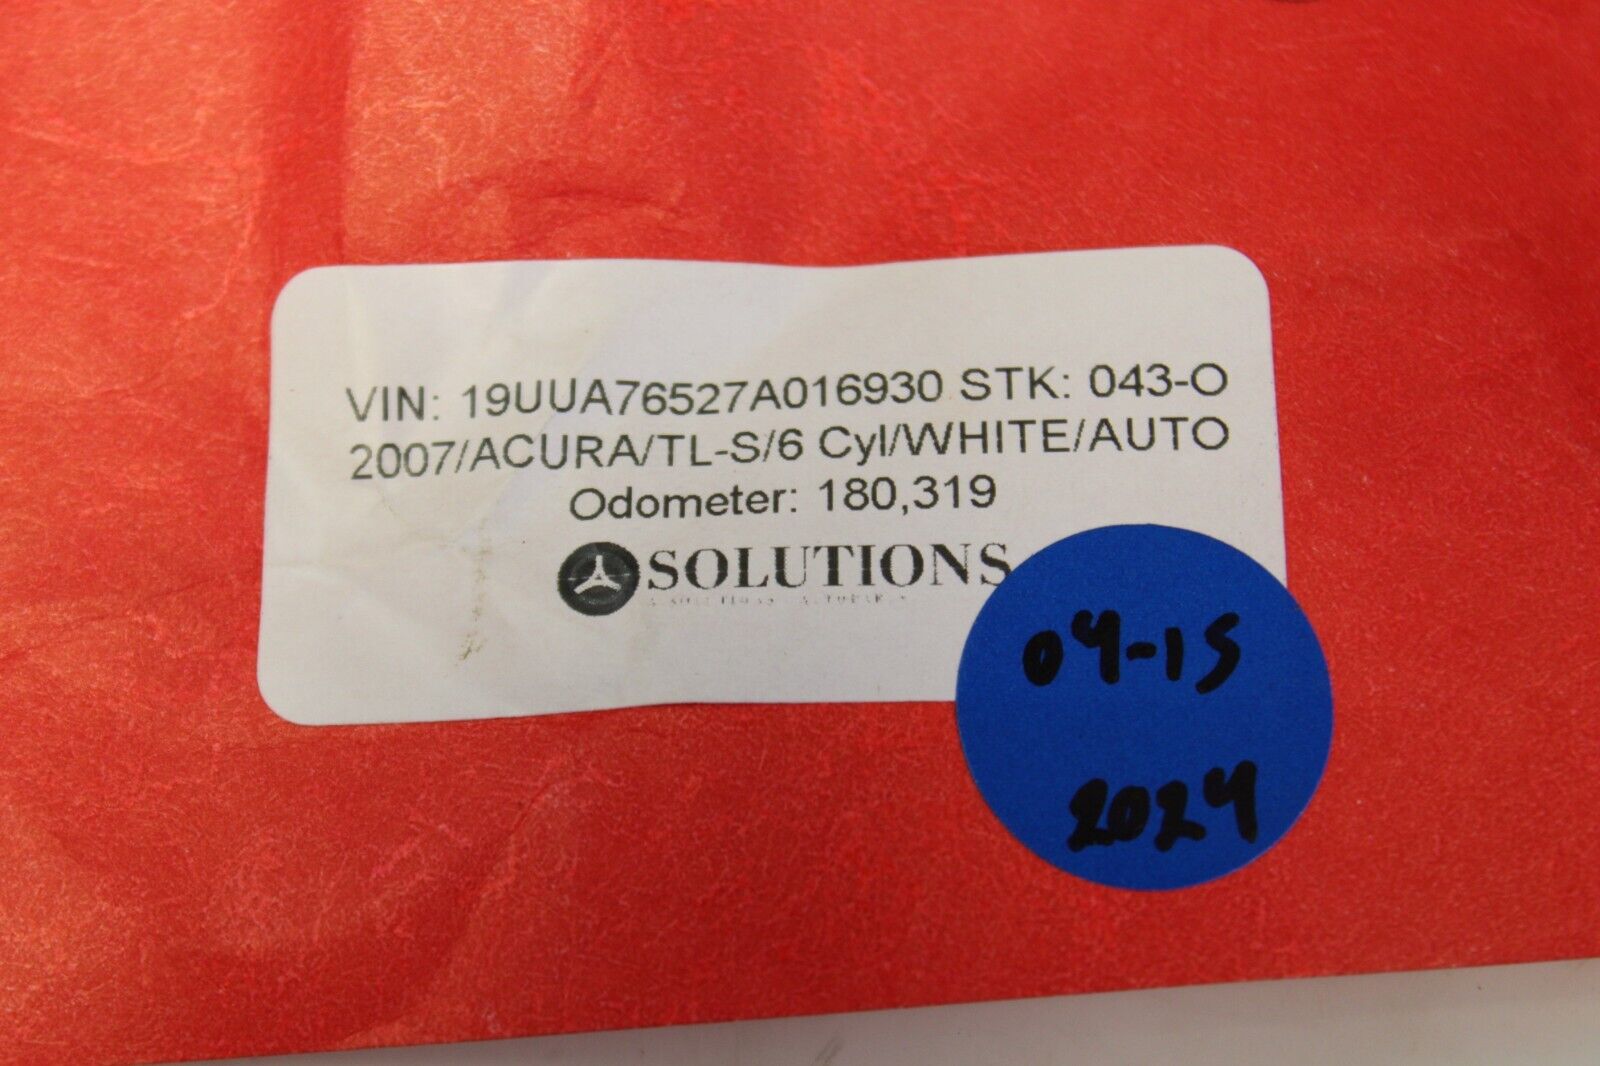 VIN: 19UUA76527A016930 STK: 043-O
2007/ACURA/TL-S/6 Cyl/WHITE/AUTO
Odometer: 180,319
SOLUTIONS
04-15
2024